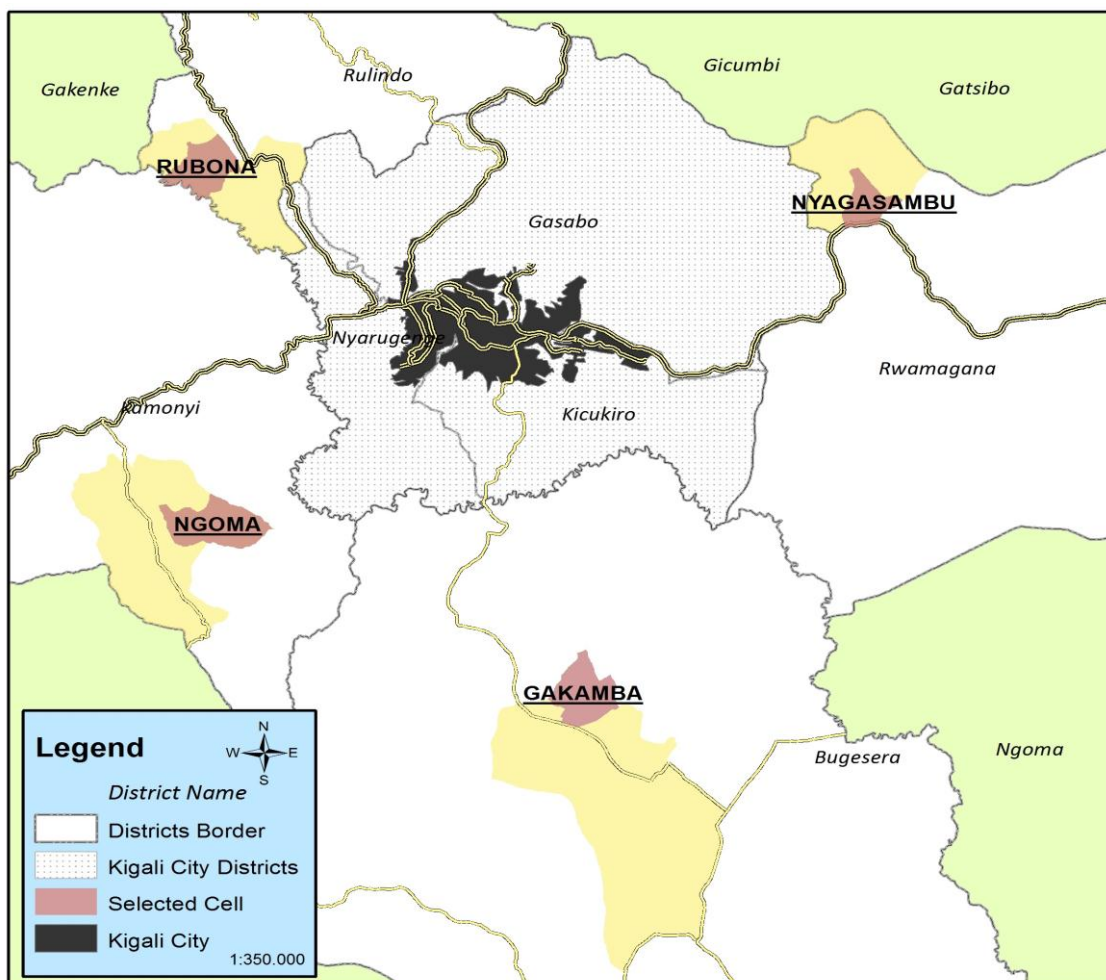 Rulindo
Gicumbi
Gakenke
Gatsibo
RUBONA
NYAGASAMBU
Gasabo
Nyarugenge
Rwamagana
Kamonyi
Kicukiro
NGOMA
GAKAMBA
Bugesera
Ngoma
Legend
N
W E
S
District Name
Districts Border
Kigali City Districts
Selected Cell
Kigali City
1:350.000